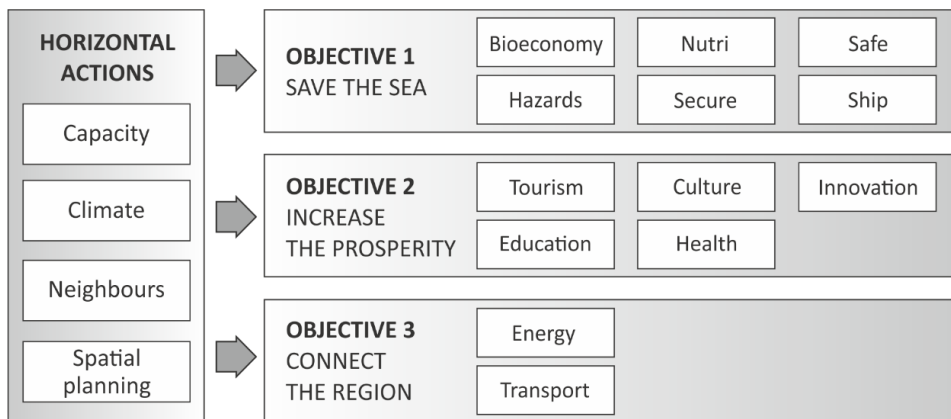 HORIZONTAL
ACTIONS
Capacity
Climate
Neighbours
Spatial
planning
OBJECTIVE 1
SAVE THE SEA
Bioeconomy
Nutri
Safe
Hazards
Secure
Ship
OBJECTIVE 2
INCREASE
THE PROSPERITY
Tourism
Culture
Innovation
Education
Health
OBJECTIVE 3
CONNECT
THE REGION
Energy
Transport